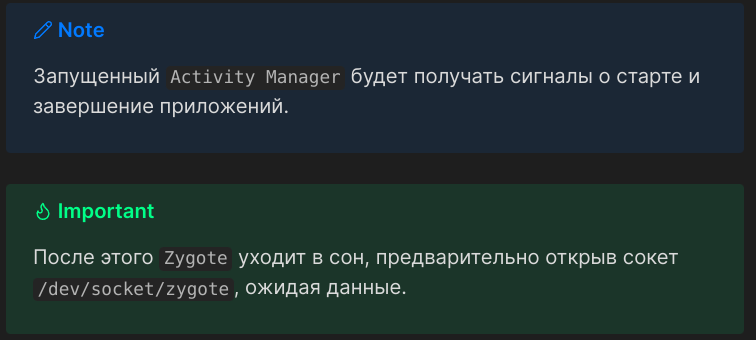 Note
Запущенный Activity Manager будет получать сигналы о старте и
завершение приложений.
Important
После этого Zygote уходит в сон, предварительно открыв сокет
/dev/socket/zygote, ожидая данные.